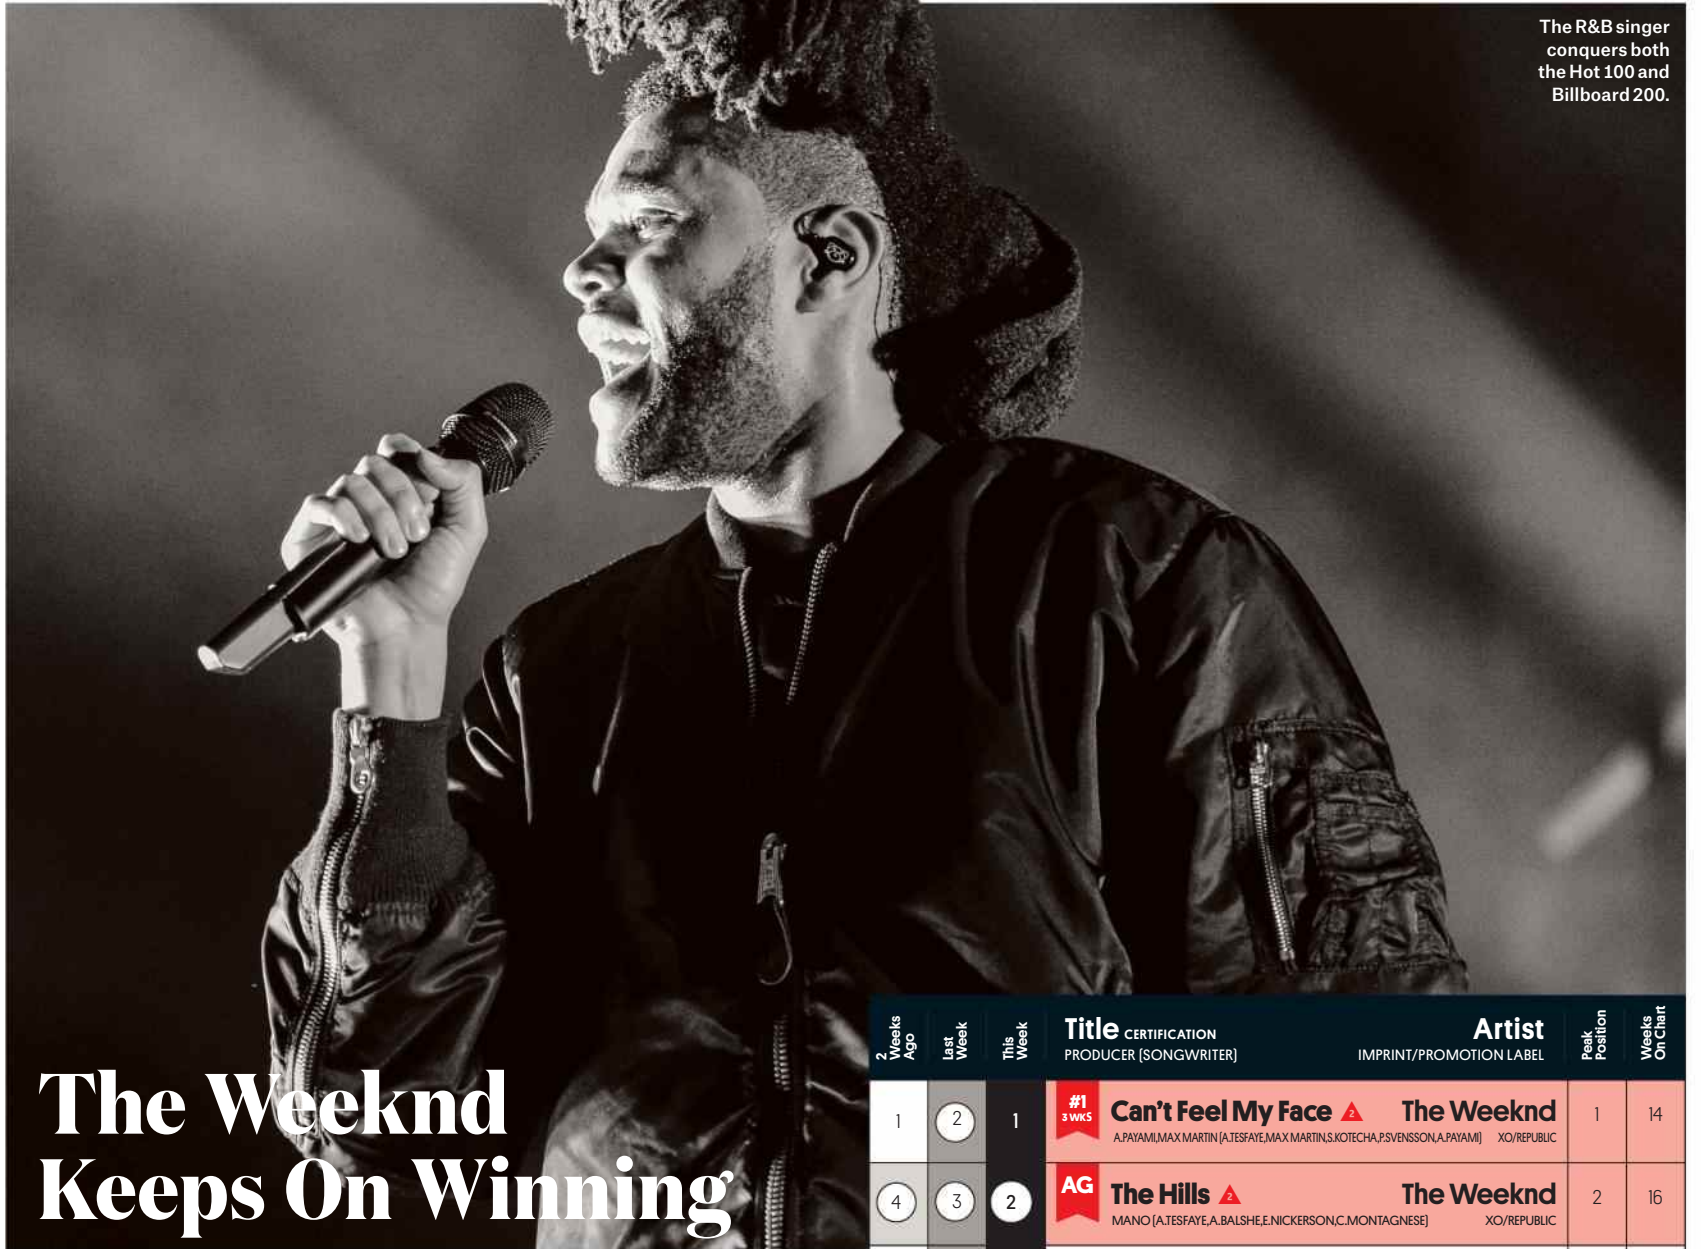 The R&B singer
conquers both
the Hot 100 and
Billboard 200.
The Weeknd
Keeps On Winning
2 Weeks Ago Last Week This Week Title CERTIFICATION Artist Peak Position Weeks On Chart
PRODUCER [SONGWRITER] IMPRINT/PROMOTION LABEL
1 2 1 #1 3 WKS Can't Feel My Face 2 The Weeknd 1 14
A.PAYAMI,MAX MARTIN [A.TESFAYE,MAX MARTIN,S.KOTECHA,P.SVENSSON,A.PAYAMI] XO/REPUBLIC
4 3 2 AG The Hills 2 The Weeknd 2 16
MANO [A.TESFAYE,A.BALSHE,E.NICKERSON,C.MONTAGNESE] XO/REPUBLIC